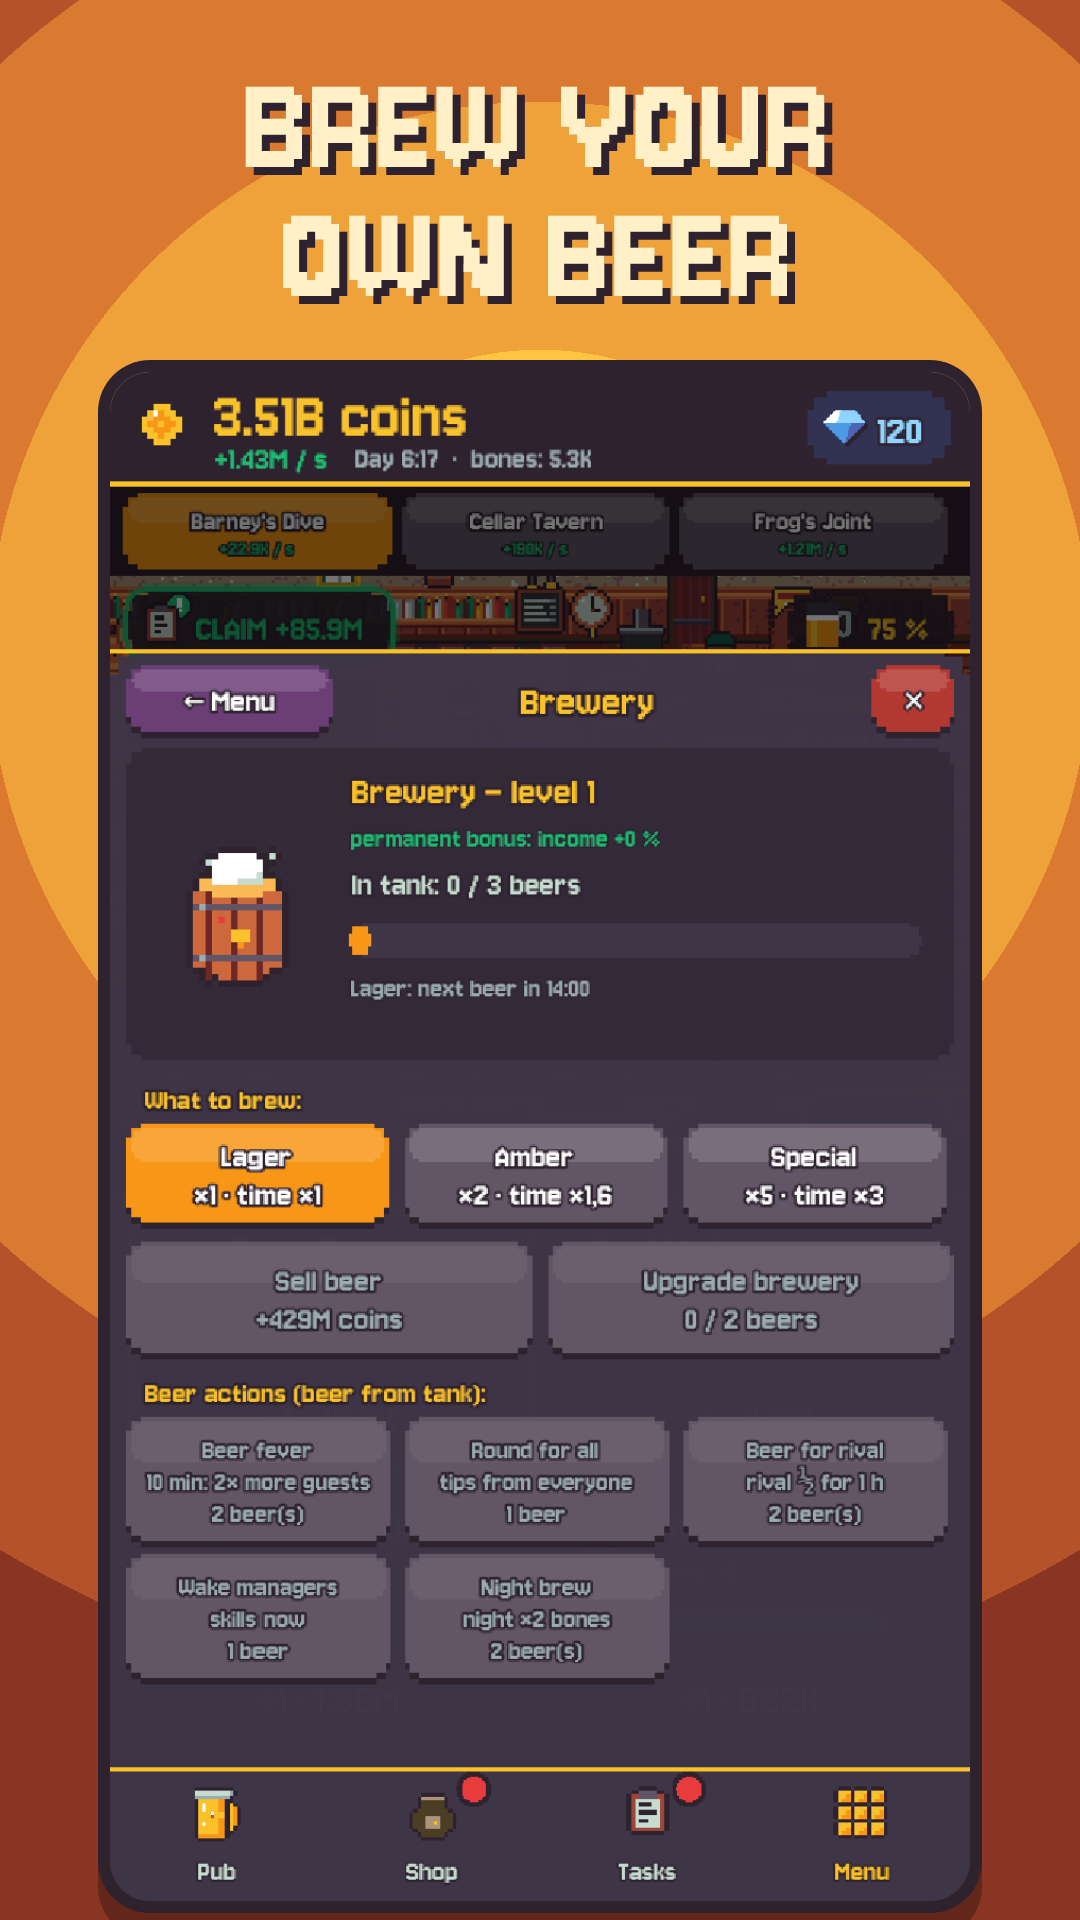 BREW YOUR
OWN BEER
3.51B coins
120
+1.43M / s Day 6:17 · bones: 5.3K
Barney's Dive
+22.9K / s
Cellar Tavern
+190K / s
Frog's Joint
+1.21M / s
CLAIM +85.9M
75 %
← Menu
Brewery
×
Brewery – level 1
permanent bonus: income +0 %
In tank: 0 / 3 beers
Lager: next beer in 14:00
What to brew:
Lager
×1 · time ×1
Amber
×2 · time ×1,6
Special
×5 · time ×3
Sell beer
+429M coins
Upgrade brewery
0 / 2 beers
Beer actions (beer from tank):
Beer fever
10 min: 2× more guests
2 beer(s)
Round for all
tips from everyone
1 beer
Beer for rival
rival ½ for 1 h
2 beer(s)
Wake managers
skills now
1 beer
Night brew
night ×2 bones
2 beer(s)
Pub
Shop
Tasks
Menu